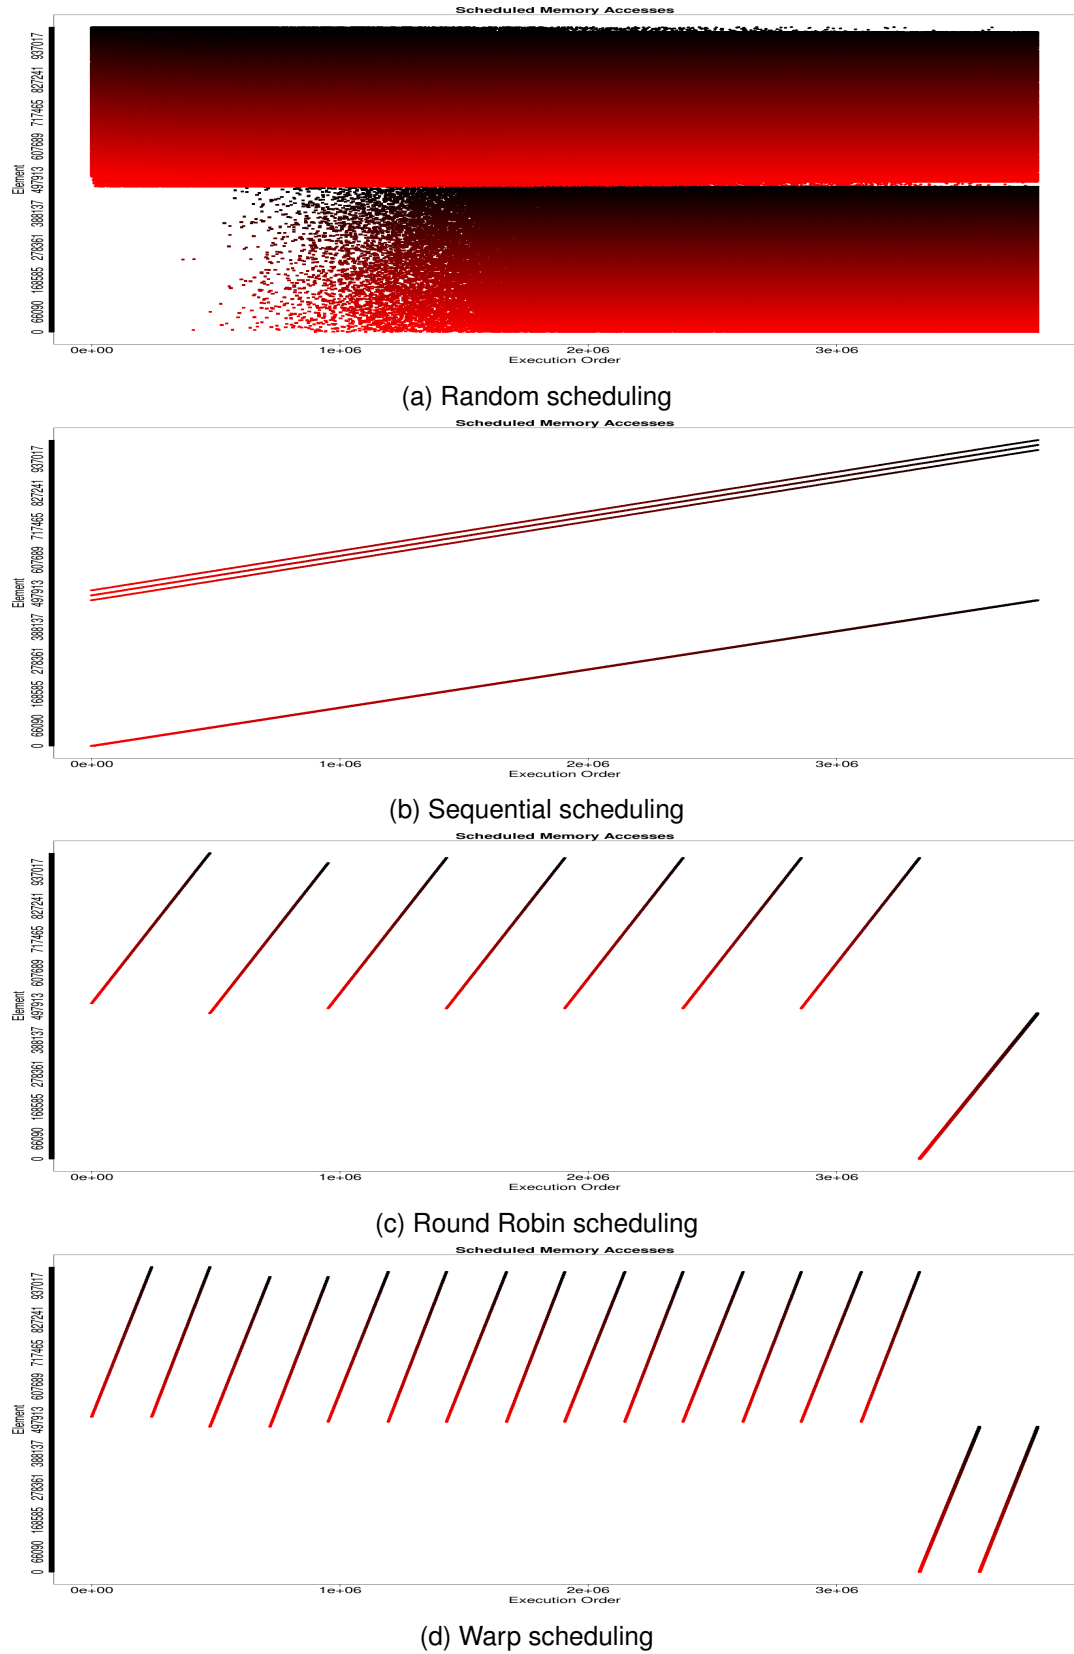 Scheduled Memory Accesses
Element
0 66090 168585 278361 388137 497913 607689 717465 827241 937017
0e+00 1e+06 2e+06 3e+06
Execution Order
(a) Random scheduling
Scheduled Memory Accesses
Element
0 66090 168585 278361 388137 497913 607689 717465 827241 937017
0e+00 1e+06 2e+06 3e+06
Execution Order
(b) Sequential scheduling
Scheduled Memory Accesses
Element
0 66090 168585 278361 388137 497913 607689 717465 827241 937017
0e+00 1e+06 2e+06 3e+06
Execution Order
(c) Round Robin scheduling
Scheduled Memory Accesses
Element
0 66090 168585 278361 388137 497913 607689 717465 827241 937017
0e+00 1e+06 2e+06 3e+06
Execution Order
(d) Warp scheduling